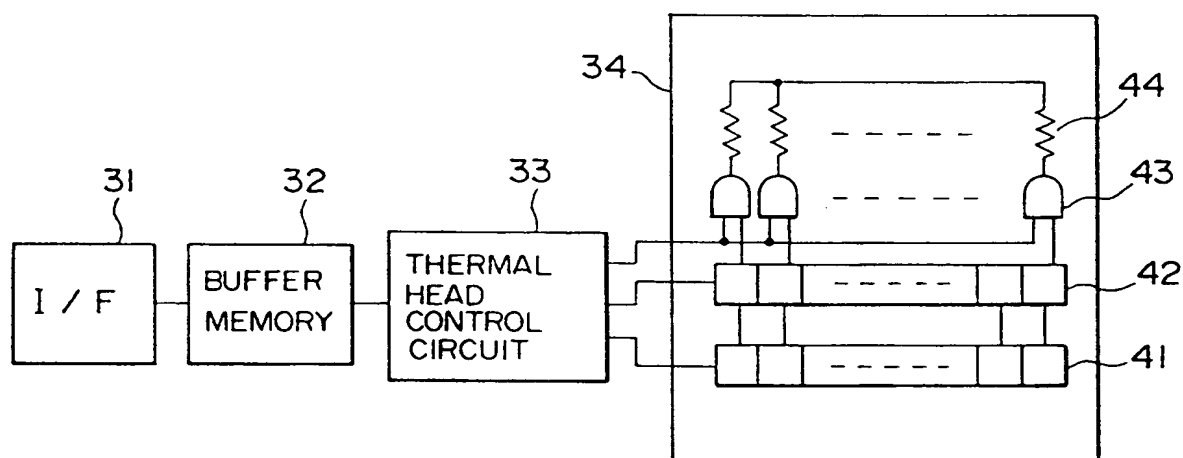 34
44
31
32
33
43
I / F
BUFFER
MEMORY
THERMAL
HEAD
CONTROL
CIRCUIT
42
41